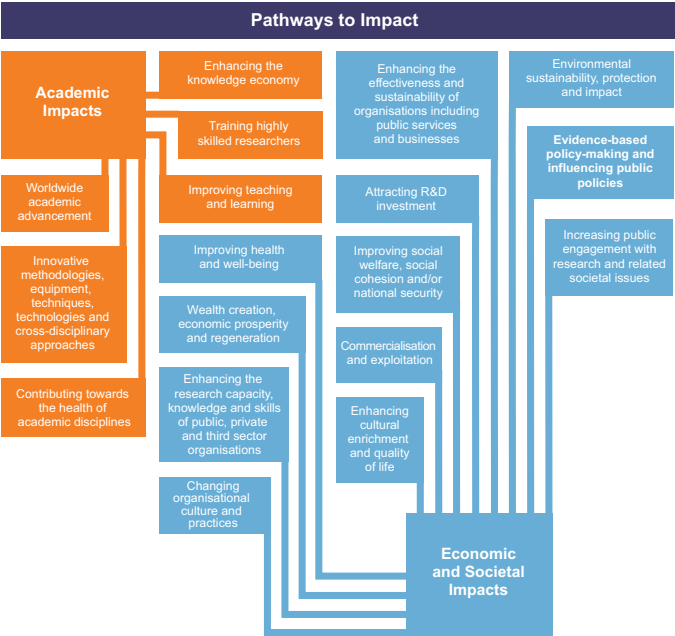 Pathways to Impact
Academic
Impacts
Enhancing the
knowledge economy
Training highly
skilled researchers
Improving teaching
and learning
Worldwide
academic
advancement
Innovative
methodologies,
equipment,
techniques,
technologies and
cross-disciplinary
approaches
Contributing towards
the health of
academic disciplines
Improving health
and well-being
Wealth creation,
economic prosperity
and regeneration
Enhancing the
research capacity,
knowledge and skills
of public, private
and third sector
organisations
Changing
organisational
culture and
practices
Enhancing the
effectiveness and
sustainability of
organisations including
public services
and businesses
Attracting R&D
investment
Improving social
welfare, social
cohesion and/or
national security
Commercialisation
and exploitation
Enhancing
cultural
enrichment
and quality
of life
Environmental
sustainability, protection
and impact
Evidence-based
policy-making and
influencing public
policies
Increasing public
engagement with
research and related
societal issues
Economic
and Societal
Impacts